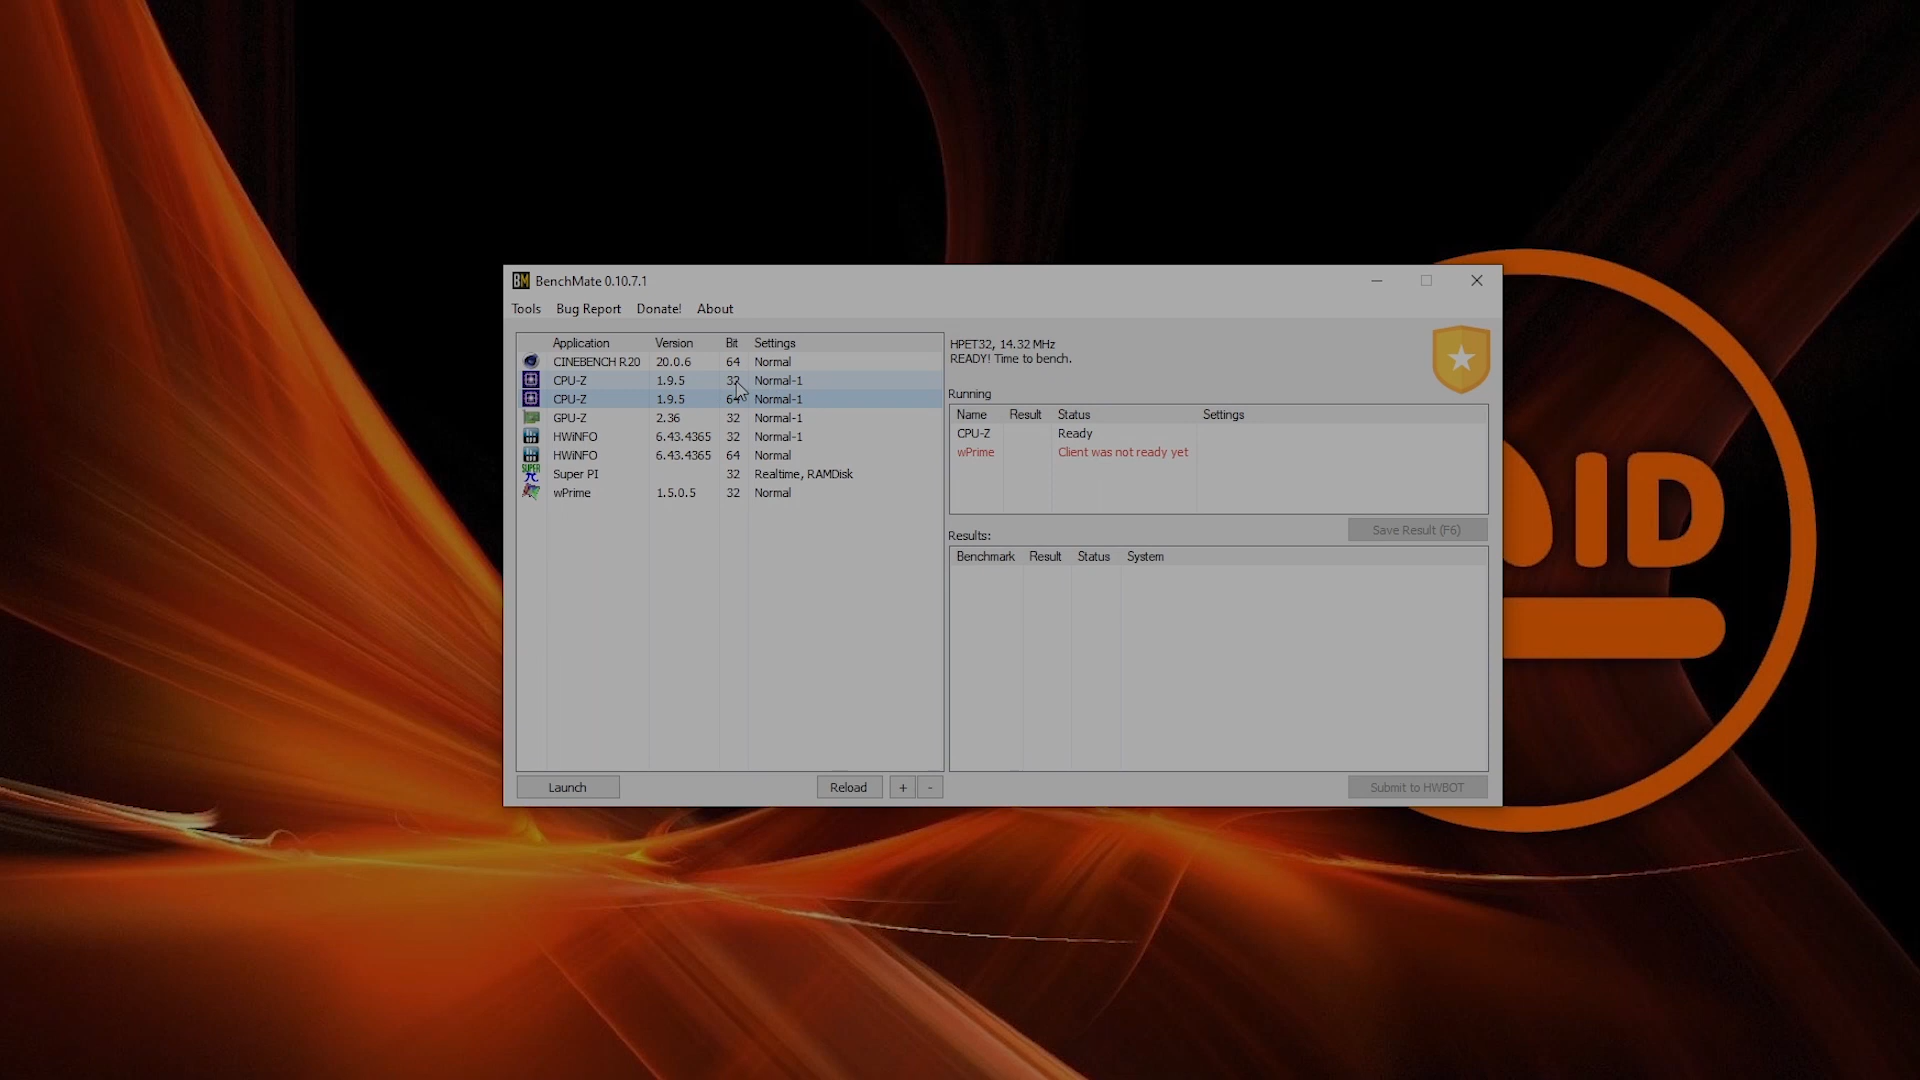 BM BenchMate 0.10.7.1
Tools Bug Report Donate! About
Application Version Bit Settings
CINEBENCH R20 20.0.6 64 Normal
CPU-Z 1.9.5 32 Normal-1
CPU-Z 1.9.5 64 Normal-1
GPU-Z 2.36 32 Normal-1
HWiNFO 6.43.4365 32 Normal-1
HWiNFO 6.43.4365 64 Normal
SUPER π Super PI 32 Realtime, RAMDisk
wPrime 1.5.0.5 32 Normal
Launch Reload + -
HPET32, 14.32 MHz
READY! Time to bench.
Running
Name Result Status Settings
CPU-Z Ready
wPrime Client was not ready yet
Save Result (F6)
Results:
Benchmark Result Status System
Submit to HWBOT
ID